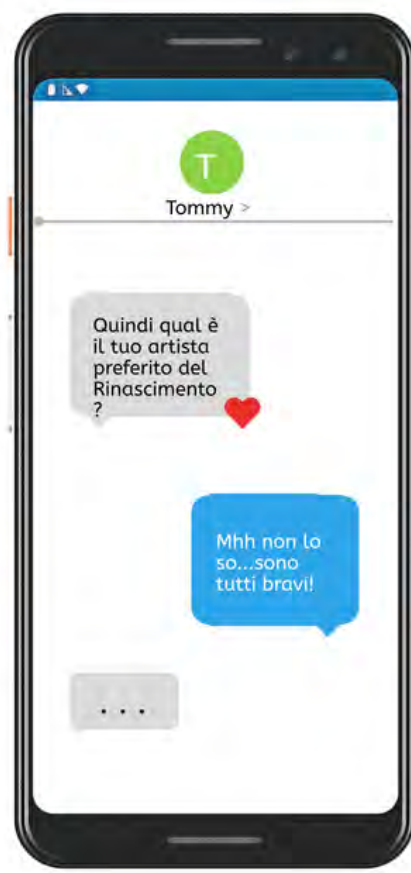 T
Tommy >
Quindi qual è
il tuo artista
preferito del
Rinascimento
?
Mhh non lo
so...sono
tutti bravi!
...